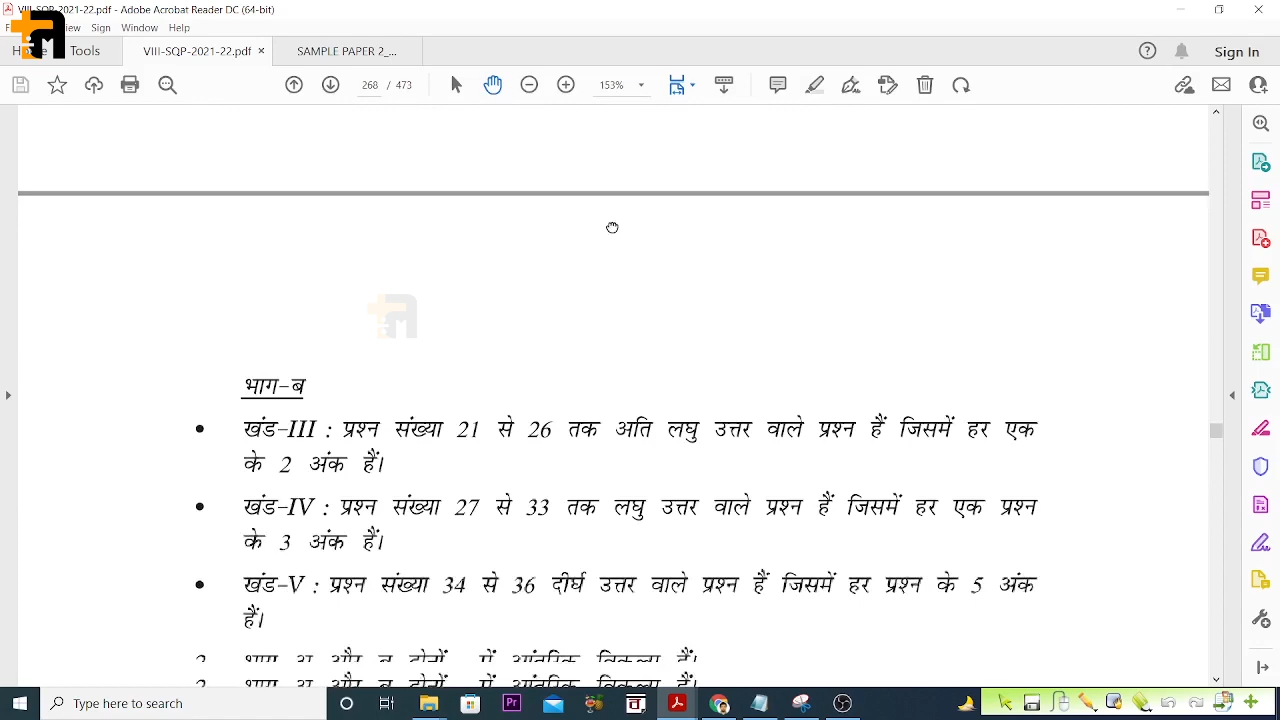 VIII-SQP-2021-22.pdf - Adobe Acrobat Reader DC (64-bit)
Sign Window Help
Tools VIII-SQP-2021-22.pdf × SAMPLE PAPER 2_... Sign In
268 / 473 153%
भाग-ब
• खंड-III : प्रश्न संख्या 21 से 26 तक अति लघु उत्तर वाले प्रश्न हैं जिसमें हर एक
के 2 अंक हैं।
• खंड-IV : प्रश्न संख्या 27 से 33 तक लघु उत्तर वाले प्रश्न हैं जिसमें हर एक प्रश्न
के 3 अंक हैं।
• खंड-V : प्रश्न संख्या 34 से 36 दीर्घ उत्तर वाले प्रश्न हैं जिसमें हर प्रश्न के 5 अंक
हैं।
Type here to search